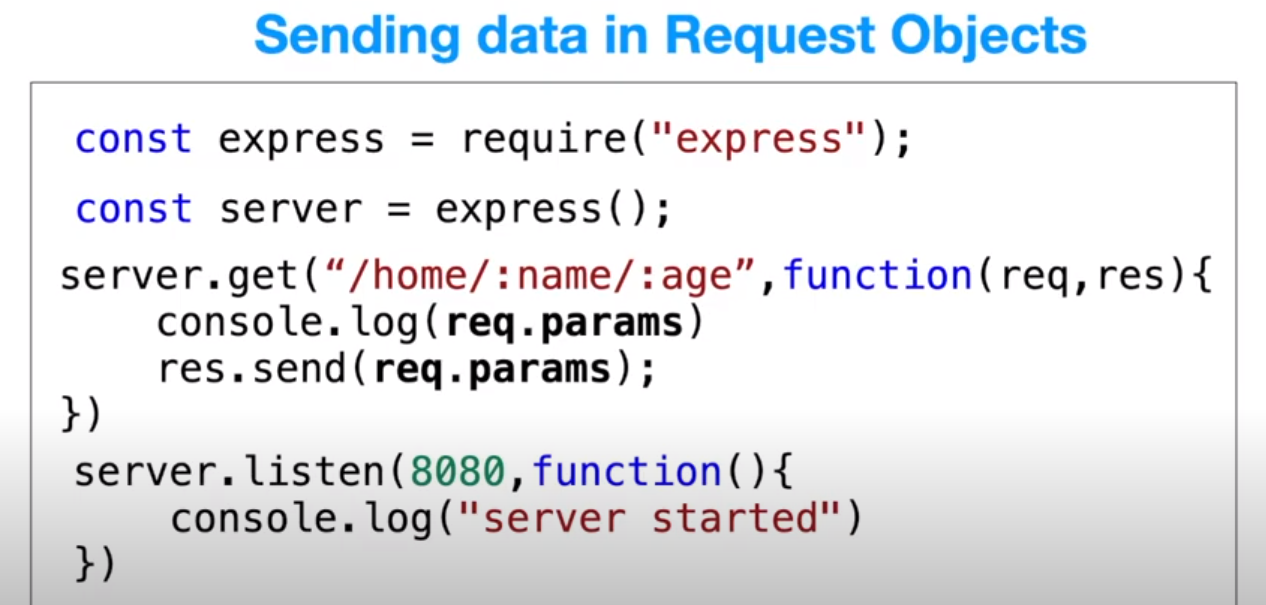 Sending data in Request Objects
const express = require("express");
const server = express();
server.get(“/home/:name/:age”,function(req,res){
console.log(req.params)
res.send(req.params);
})
server.listen(8080,function(){
console.log("server started")
})